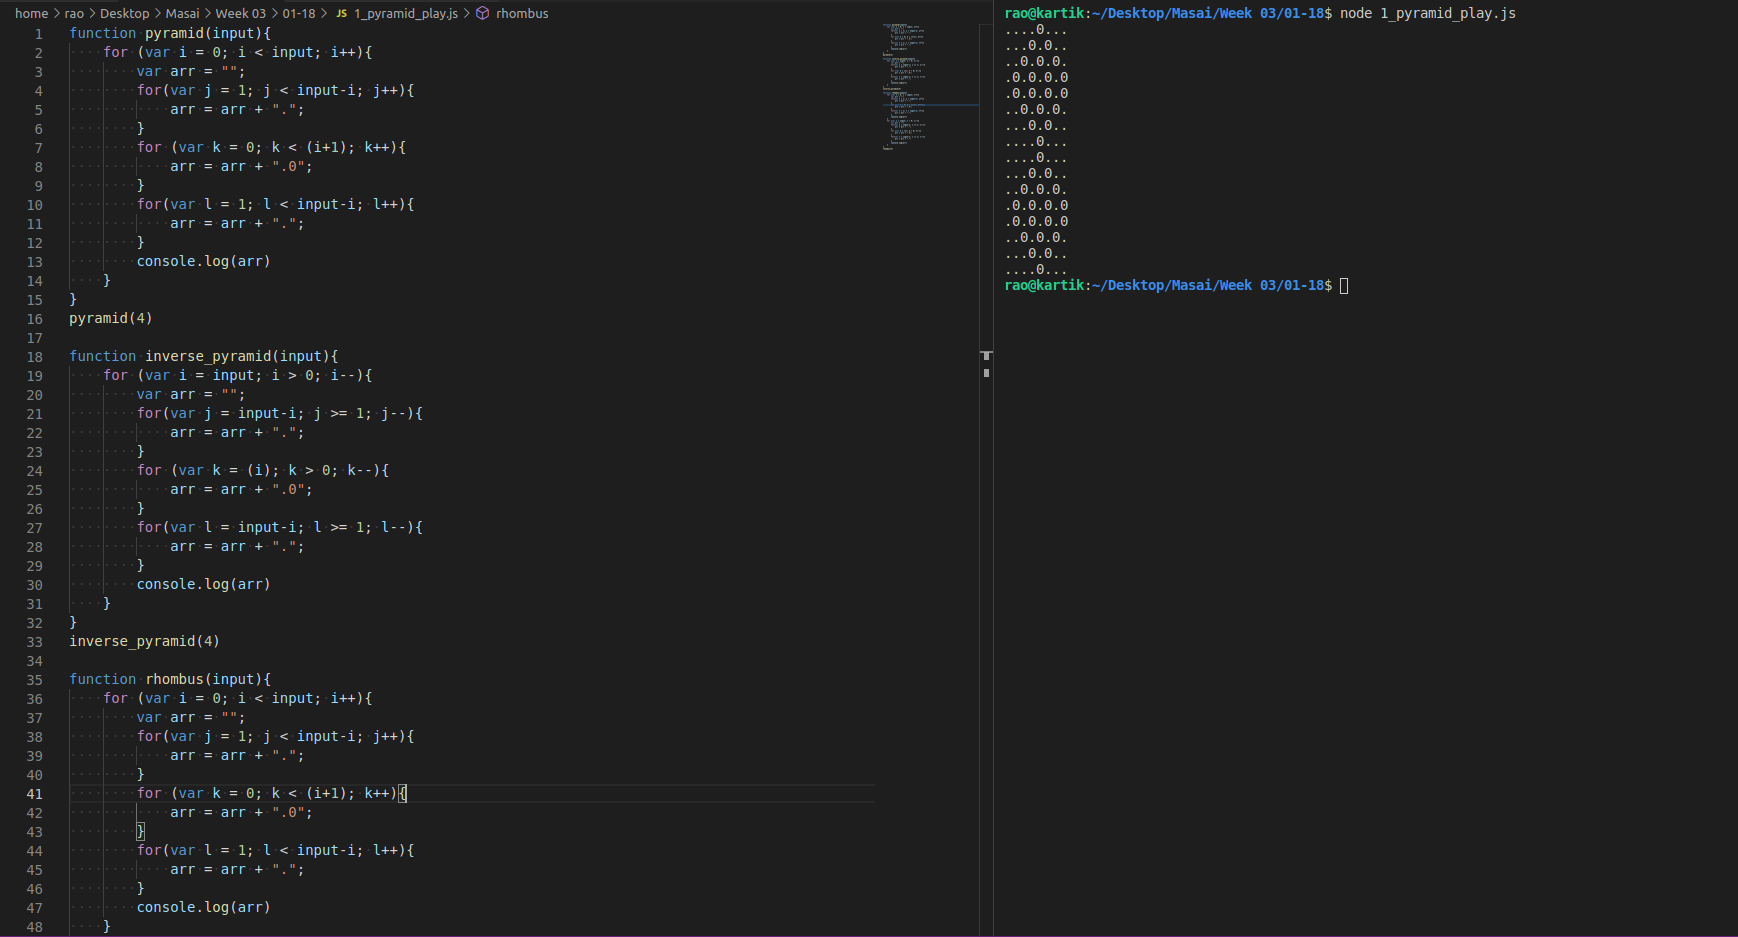 home > rao > Desktop > Masai > Week 03 > 01-18 > JS 1_pyramid_play.js > rhombus
1 function pyramid(input){
2 for (var i = 0; i < input; i++){
3 var arr = "";
4 for(var j = 1; j < input-i; j++){
5 arr = arr + ".";
6 }
7 for (var k = 0; k < (i+1); k++){
8 arr = arr + ".0";
9 }
10 for(var l = 1; l < input-i; l++){
11 arr = arr + ".";
12 }
13 console.log(arr)
14 }
15 }
16 pyramid(4)
17
18 function inverse_pyramid(input){
19 for (var i = input; i > 0; i--){
20 var arr = "";
21 for(var j = input-i; j >= 1; j--){
22 arr = arr + ".";
23 }
24 for (var k = (i); k > 0; k--){
25 arr = arr + ".0";
26 }
27 for(var l = input-i; l >= 1; l--){
28 arr = arr + ".";
29 }
30 console.log(arr)
31 }
32 }
33 inverse_pyramid(4)
34
35 function rhombus(input){
36 for (var i = 0; i < input; i++){
37 var arr = "";
38 for(var j = 1; j < input-i; j++){
39 arr = arr + ".";
40 }
41 for (var k = 0; k < (i+1); k++){
42 arr = arr + ".0";
43 }
44 for(var l = 1; l < input-i; l++){
45 arr = arr + ".";
46 }
47 console.log(arr)
48 }
rao@kartik:~/Desktop/Masai/Week 03/01-18$ node 1_pyramid_play.js
....0...
...0.0..
..0.0.0.
.0.0.0.0
.0.0.0.0
..0.0.0.
...0.0..
....0...
....0...
...0.0..
..0.0.0.
.0.0.0.0
.0.0.0.0
..0.0.0.
...0.0..
....0...
rao@kartik:~/Desktop/Masai/Week 03/01-18$